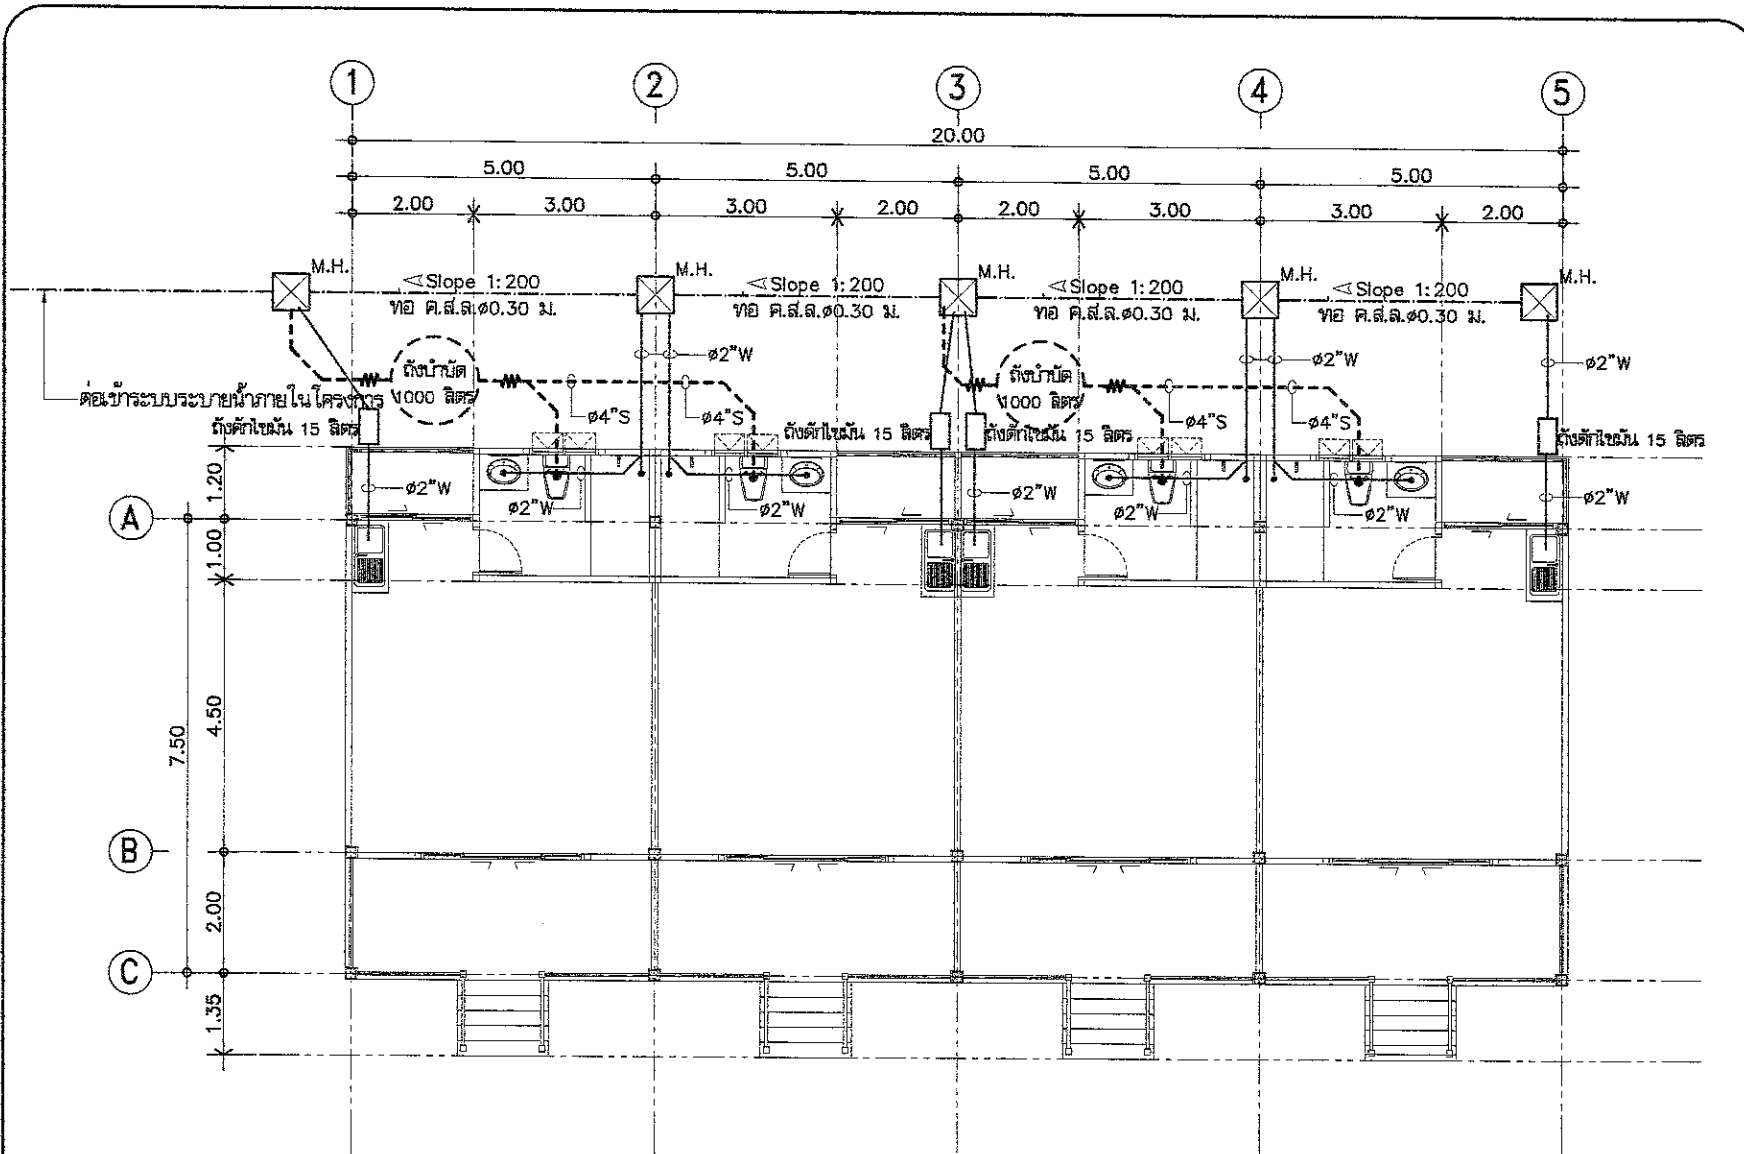 1 2 3 4 5
20.00
5.00 5.00 5.00 5.00
2.00 3.00 3.00 2.00 2.00 3.00 3.00 2.00
M.H. M.H. M.H. M.H. M.H.
Slope 1:200 Slope 1:200 Slope 1:200 Slope 1:200
ท่อ ค.ส.ล.ø0.30 ม. ท่อ ค.ส.ล.ø0.30 ม. ท่อ ค.ส.ล.ø0.30 ม. ท่อ ค.ส.ล.ø0.30 ม.
ø2"W ø2"W ø2"W
ถังบำบัด ถังบำบัด
1000 ลิตร 1000 ลิตร
ต่อเข้าระบบระบายน้ำภายในโครงการ
ø4"S ø4"S ø4"S ø4"S
ถังดักไขมัน 15 ลิตร ถังดักไขมัน 15 ลิตร ถังดักไขมัน 15 ลิตร ถังดักไขมัน 15 ลิตร
1.20
ø2"W ø2"W ø2"W ø2"W ø2"W ø2"W ø2"W
A
1.00
4.50
7.50
B
2.00
C
1.35